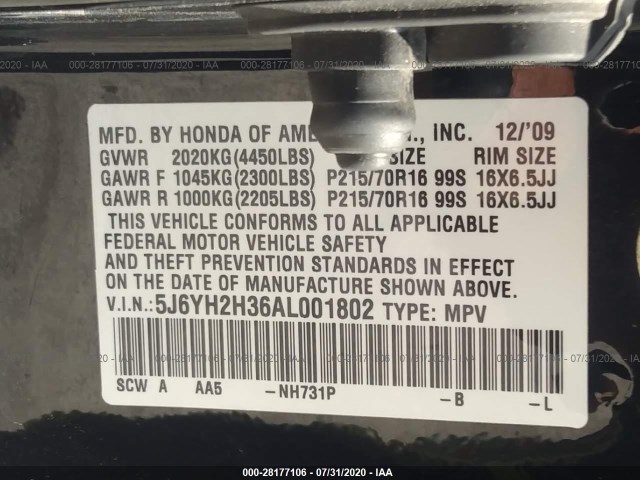 000-28177106 - 07/31/2020 - IAA
MFD. BY HONDA OF INC. 12/'09
GVWR 2020KG(4450LBS) SIZE RIM SIZE
GAWR F 1045KG(2300LBS) P215/70R16 99S 16X6.5JJ
GAWR R 1000KG(2205LBS) P215/70R16 99S 16X6.5JJ
THIS VEHICLE CONFORMS TO ALL APPLICABLE
FEDERAL MOTOR VEHICLE SAFETY
AND THEFT PREVENTION STANDARDS IN EFFECT
ON THE DATE OF MANUFACTURE SHOWN ABOVE.
V.I.N.:5J6YH2H36AL001802 TYPE: MPV
SCW A AA5 -NH731P -B -L
000-28177106 - 07/31/2020 - IAA